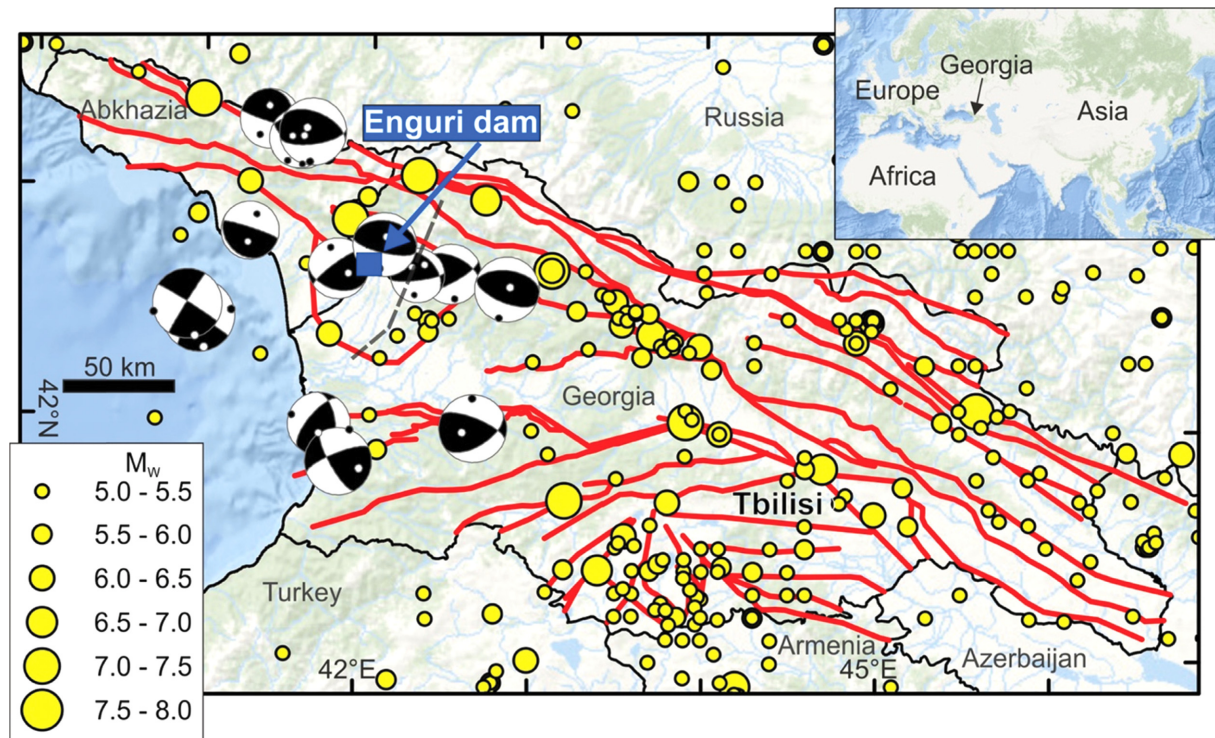 Abkhazia
Enguri dam
Russia
Georgia
Europe
Asia
Africa
50 km
42°N
Georgia
Tbilisi
Turkey
Armenia
Azerbaijan
42°E
45°E
Mw
5.0 - 5.5
5.5 - 6.0
6.0 - 6.5
6.5 - 7.0
7.0 - 7.5
7.5 - 8.0